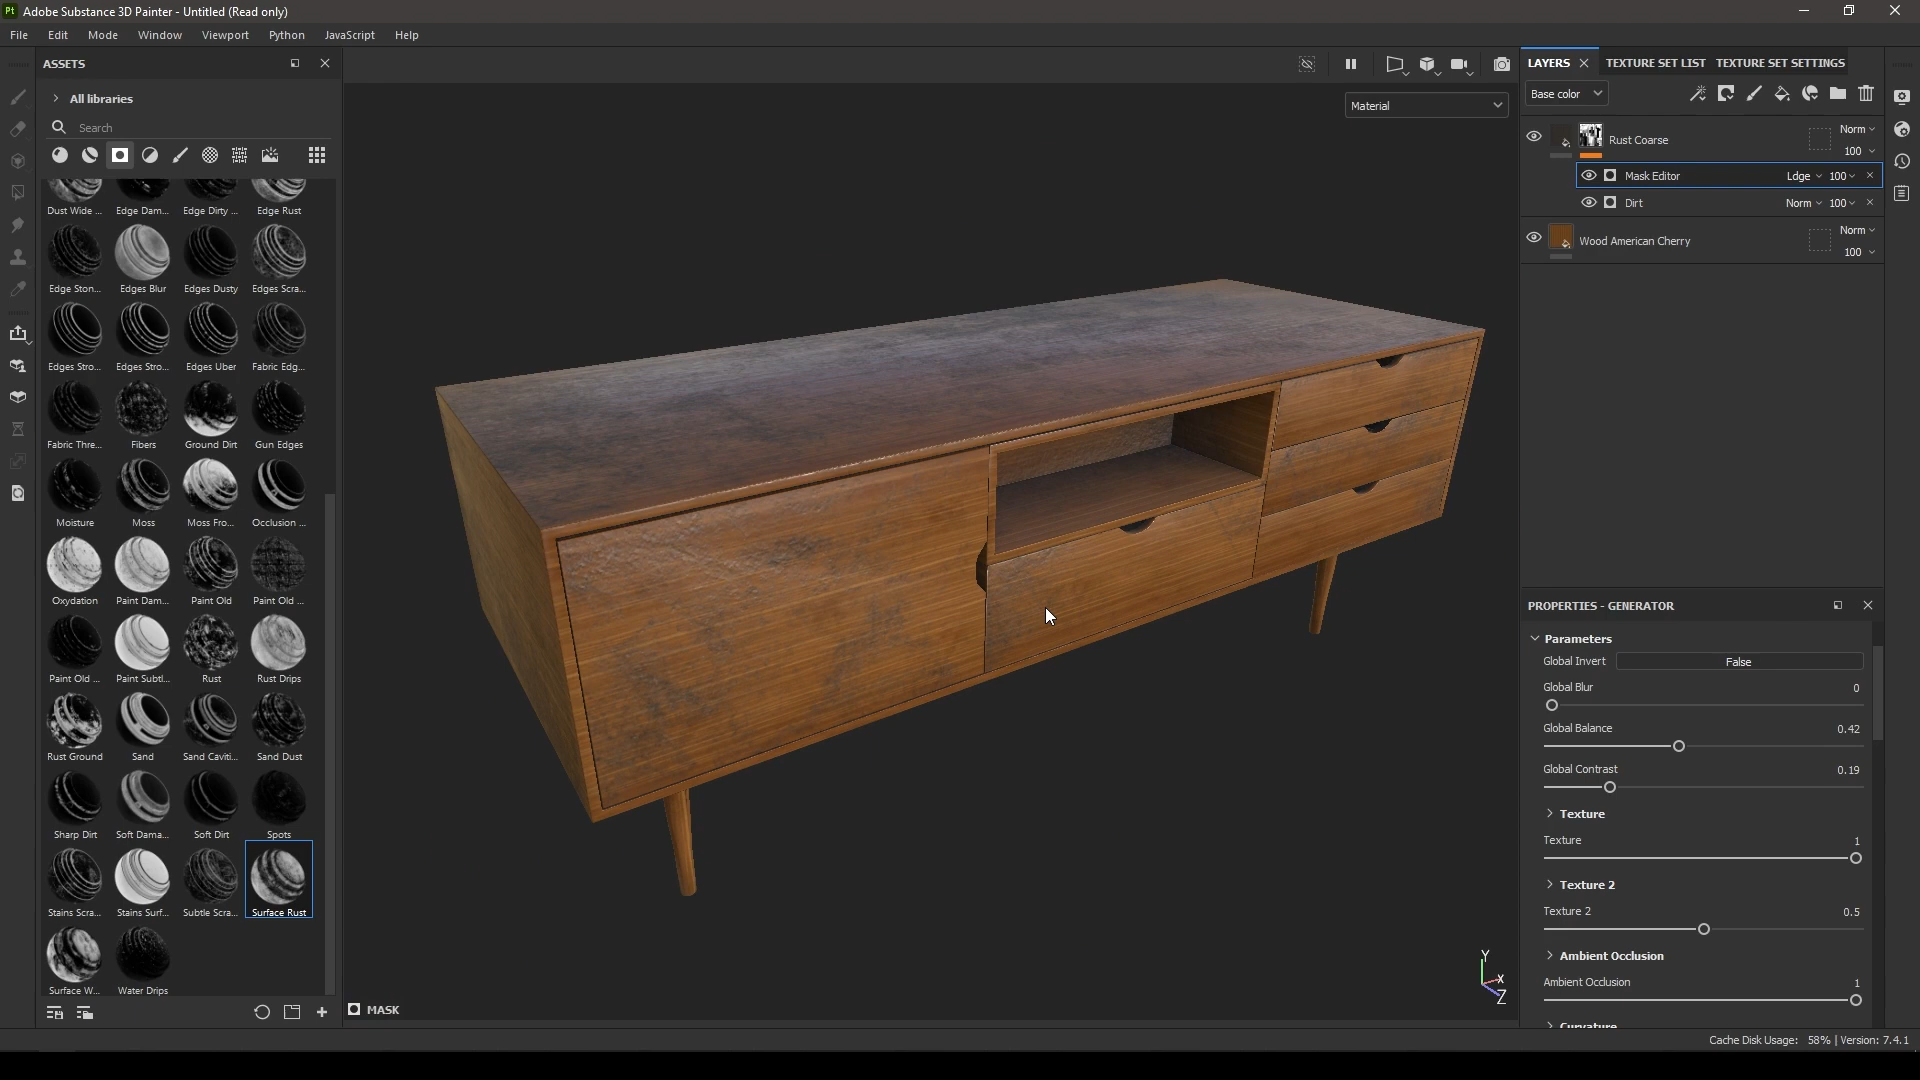 Pt Adobe Substance 3D Painter - Untitled (Read only)
File Edit Mode Window Viewport Python JavaScript Help
ASSETS
All libraries
Search
Dust Wide ... Edge Dam... Edge Dirty ... Edge Rust
Edge Ston... Edges Blur Edges Dusty Edges Scra...
Edges Stro... Edges Stro... Edges Uber Fabric Edg...
Fabric Thre... Fibers Ground Dirt Gun Edges
Moisture Moss Moss Fro... Occlusion ...
Oxydation Paint Dam... Paint Old Paint Old ...
Paint Old ... Paint Subtl... Rust Rust Drips
Rust Ground Sand Sand Caviti... Sand Dust
Sharp Dirt Soft Dama... Soft Dirt Spots
Stains Scra... Stains Surf... Subtle Scra... Surface Rust
Surface W... Water Drips
Material
Y
X
Z
MASK
LAYERS TEXTURE SET LIST TEXTURE SET SETTINGS
Base color
Rust Coarse Norm
100
Mask Editor Ldge 100
Dirt Norm 100
Wood American Cherry Norm
100
PROPERTIES - GENERATOR
Parameters
Global Invert False
Global Blur 0
Global Balance 0.42
Global Contrast 0.19
Texture
Texture 1
Texture 2
Texture 2 0.5
Ambient Occlusion
Ambient Occlusion 1
Curvature
Cache Disk Usage: 58% | Version: 7.4.1